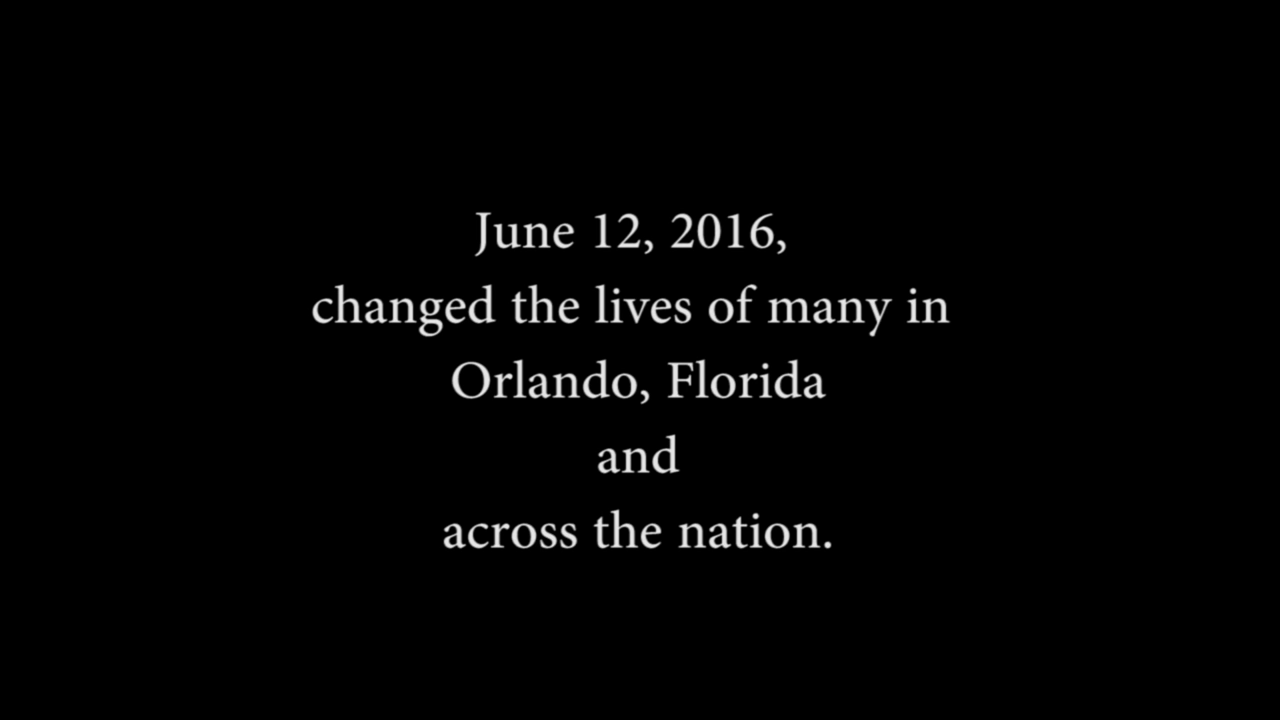 June 12, 2016,
changed the lives of many in
Orlando, Florida
and
across the nation.